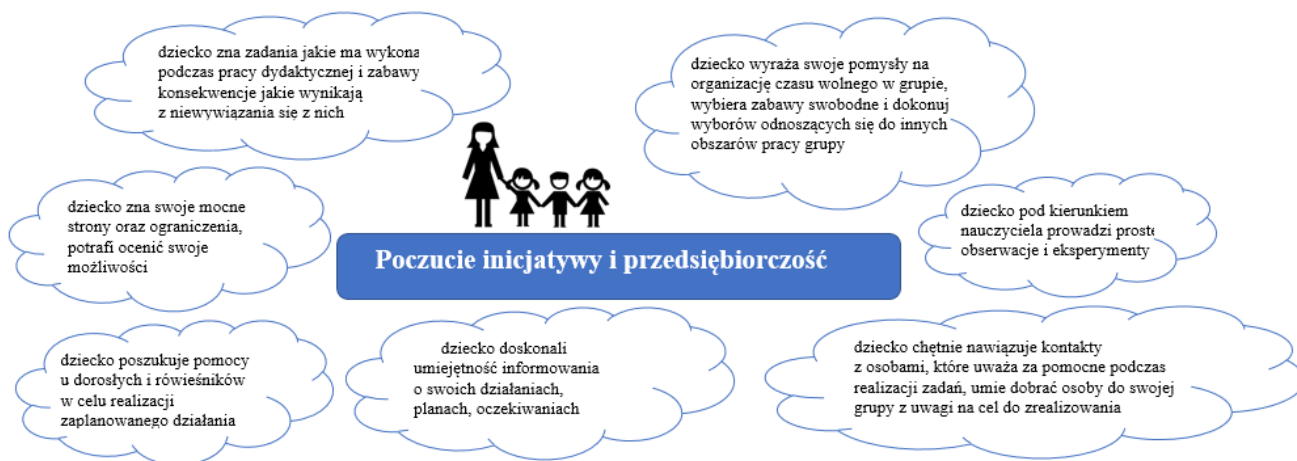 dziecko zna zadania jakie ma wykona
podczas pracy dydaktycznej i zabawy
konsekwencje jakie wynikają
z niewywiązania się z nich
dziecko wyraża swoje pomysły na
organizację czasu wolnego w grupie,
wybiera zabawy swobodne i dokonuj
wyborów odnoszących się do innych
obszarów pracy grupy
dziecko zna swoje mocne
strony oraz ograniczenia,
potrafi ocenić swoje
możliwości
Poczucie inicjatywy i przedsiębiorczość
dziecko pod kierunkiem
nauczyciela prowadzi proste
obserwacje i eksperymenty
dziecko poszukuje pomocy
u dorosłych i rówieśników
w celu realizacji
zaplanowanego działania
dziecko doskonali
umiejętność informowania
o swoich działaniach,
planach, oczekiwaniach
dziecko chętnie nawiązuje kontakty
z osobami, które uważa za pomocne podczas
realizacji zadań, umie dobrać osoby do swojej
grupy z uwagi na cel do zrealizowania